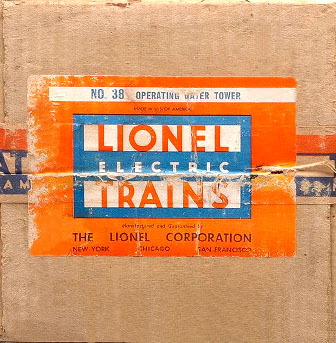 NO. 38 OPERATING WATER TOWER
MADE IN U.S. OF AMERICA
LIONEL
ELECTRIC
TRAINS
Manufactured and Guaranteed by
THE LIONEL CORPORATION
NEW YORK CHICAGO SAN FRANCISCO